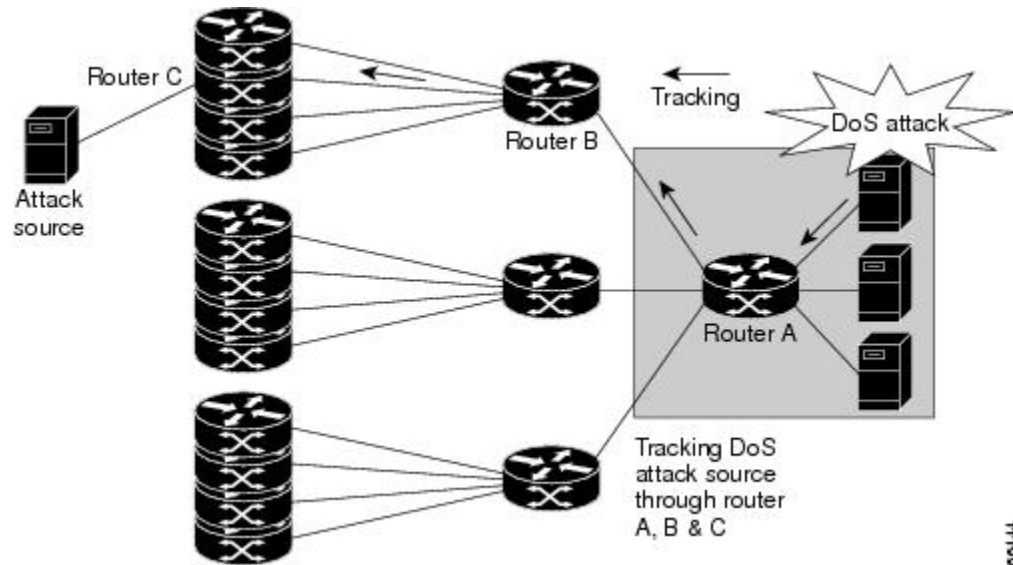 Router C
Attack
source
Router B
Tracking
DoS attack
Router A
Tracking DoS
attack source
through router
A, B & C